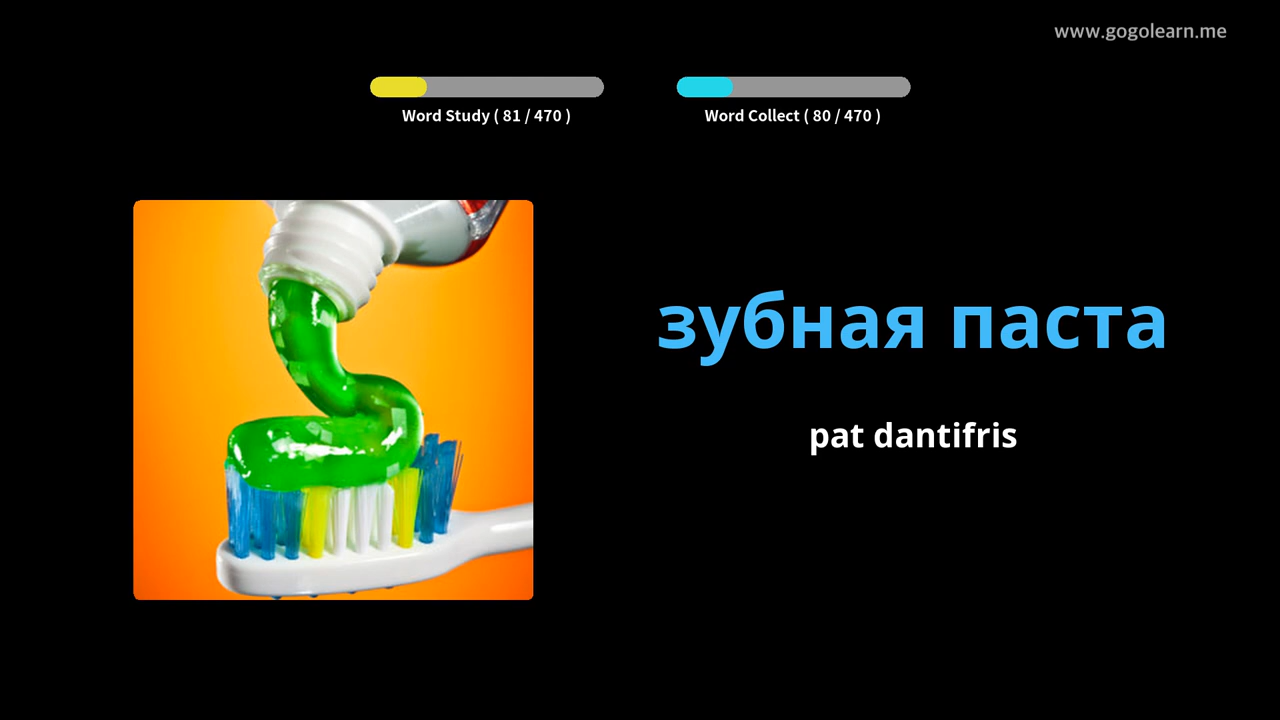 www.gogolearn.me
Word Study ( 81 / 470 )
Word Collect ( 80 / 470 )
зубная паста
pat dantifris